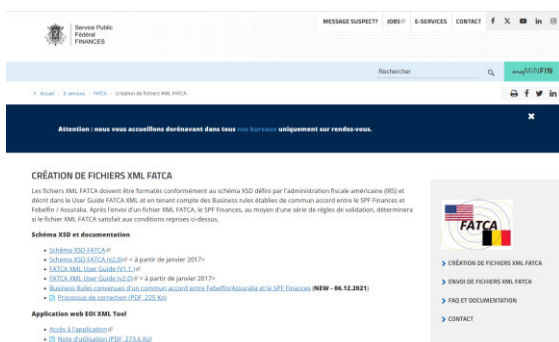 Service Public
Fédéral
FINANCES
MESSAGE SUSPECT? JOBS E-SERVICES CONTACT
Rechercher
myMINFIN
Accueil / E-services / FATCA / Création de fichiers XML FATCA
Attention : nous vous accueillons dorénavant dans tous nos bureaux uniquement sur rendez-vous.
CRÉATION DE FICHIERS XML FATCA
Les fichiers XML FATCA doivent être formatés conformément au schéma XSD défini par l'administration fiscale américaine (IRS) et
décrit dans le User Guide FATCA XML et en tenant compte des Business rules établies de commun accord entre le SPF Finances et
Febelfin / Assuralia. Après l'envoi d'un fichier XML FATCA, le SPF Finances, au moyen d'une série de règles de validation, déterminera
si le fichier XML FATCA satisfait aux conditions reprises ci-dessus.
Schéma XSD et documentation
Schéma XSD FATCA
Schema XSD FATCA (v2.0) < à partir de janvier 2017>
FATCA XML User Guide (V1.1.)
FATCA XML User Guide (v2.0) < à partir de janvier 2017>
Business Rules convenues d'un commun accord entre Febelfin/Assuralia et le SPF Finances (NEW - 06.12.2021)
Processus de correction (PDF, 225 Ko)
Application web EOI XML Tool
Accès à l'application
Note d'utilisation (PDF, 273.6 Ko)
FATCA
CRÉATION DE FICHIERS XML FATCA
ENVOI DE FICHIERS XML FATCA
FAQ ET DOCUMENTATION
CONTACT